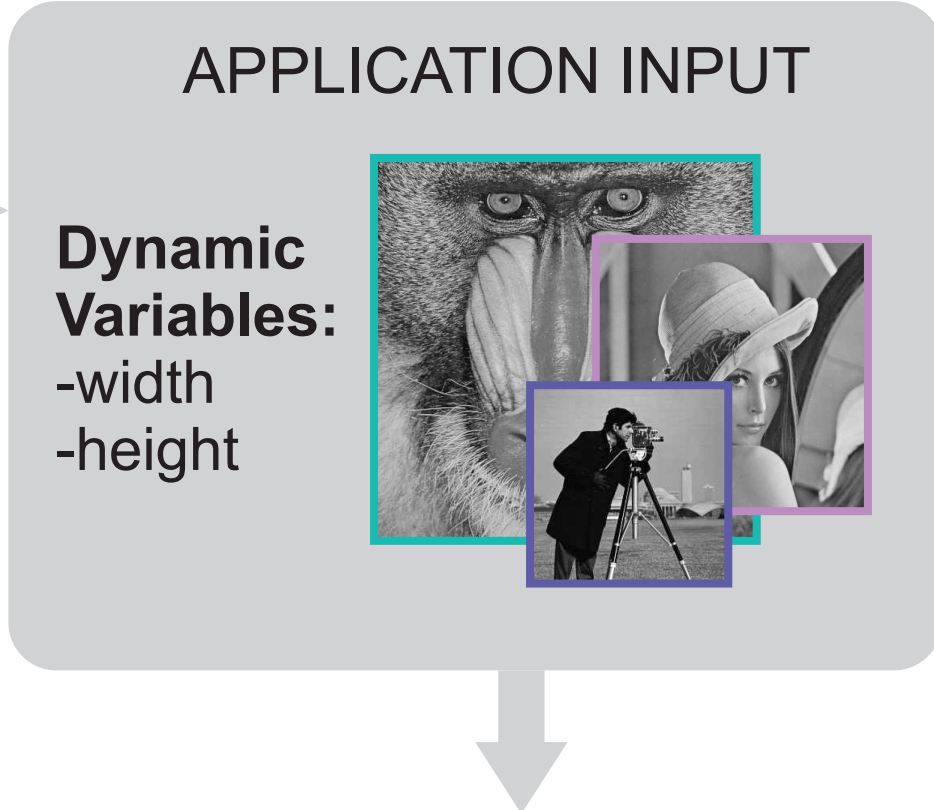 APPLICATION INPUT
Dynamic
Variables:
-width
-height